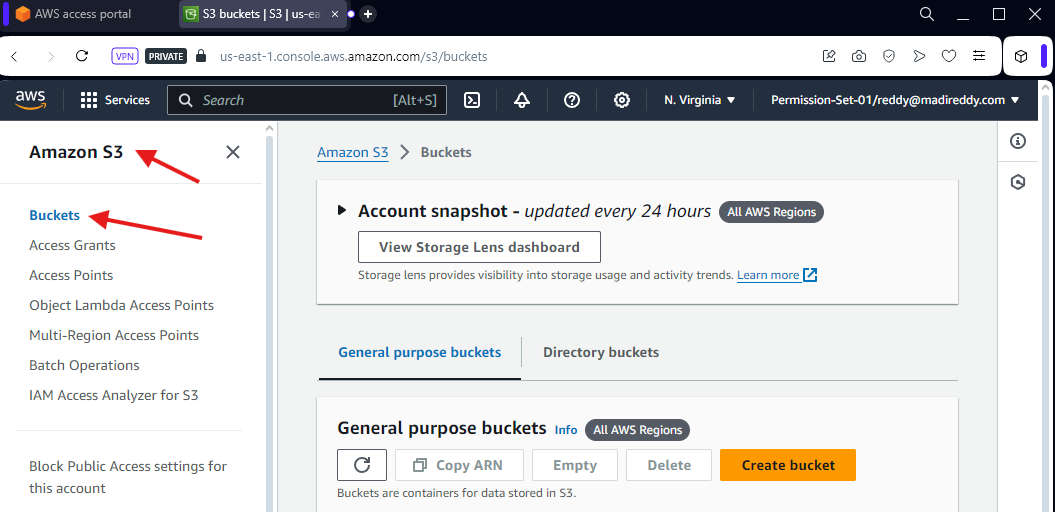 AWS access portal
S3 buckets | S3 | us-ea
VPN PRIVATE us-east-1.console.aws.amazon.com/s3/buckets
aws Services Search [Alt+S] N. Virginia Permission-Set-01/reddy@madireddy.com
Amazon S3
Buckets
Access Grants
Access Points
Object Lambda Access Points
Multi-Region Access Points
Batch Operations
IAM Access Analyzer for S3
Block Public Access settings for
this account
Amazon S3 > Buckets
Account snapshot - updated every 24 hours All AWS Regions
View Storage Lens dashboard
Storage lens provides visibility into storage usage and activity trends. Learn more
General purpose buckets Directory buckets
General purpose buckets Info All AWS Regions
Copy ARN Empty Delete Create bucket
Buckets are containers for data stored in S3.